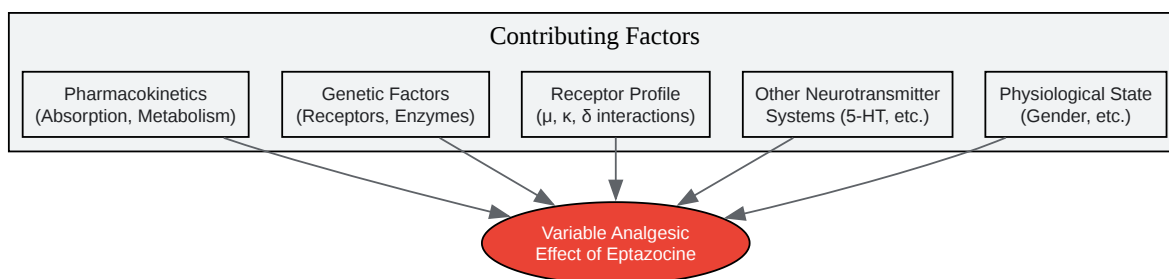 Contributing Factors
Pharmacokinetics
(Absorption, Metabolism)
Genetic Factors
(Receptors, Enzymes)
Receptor Profile
(μ, κ, δ interactions)
Other Neurotransmitter
Systems (5-HT, etc.)
Physiological State
(Gender, etc.)
Variable Analgesic
Effect of Eptazocine